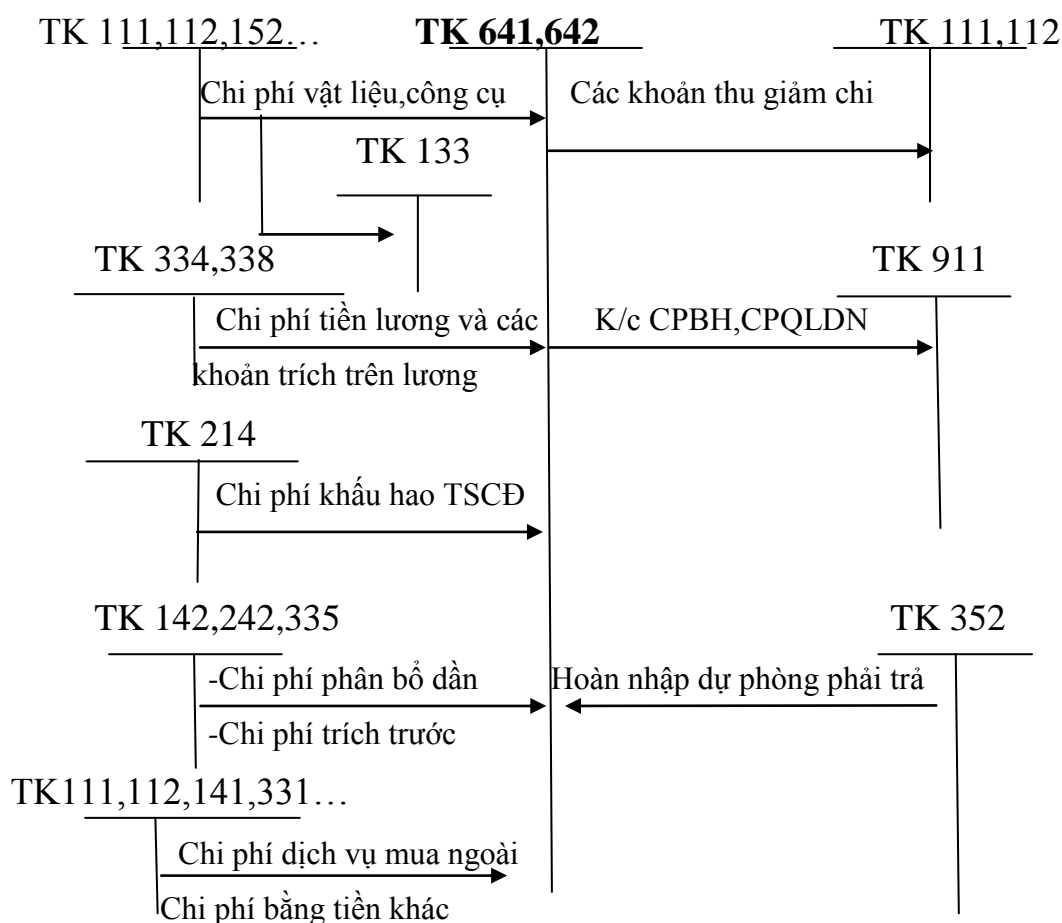 TK 111,112,152… TK 641,642 TK 111,112
Chi phí vật liệu,công cụ Các khoản thu giảm chi
TK 133
TK 334,338 TK 911
Chi phí tiền lương và các K/c CPBH,CPQLDN
khoản trích trên lương
TK 214
Chi phí khấu hao TSCĐ
TK 142,242,335 TK 352
-Chi phí phân bổ dần Hoàn nhập dự phòng phải trả
-Chi phí trích trước
TK111,112,141,331…
Chi phí dịch vụ mua ngoài
Chi phí bằng tiền khác